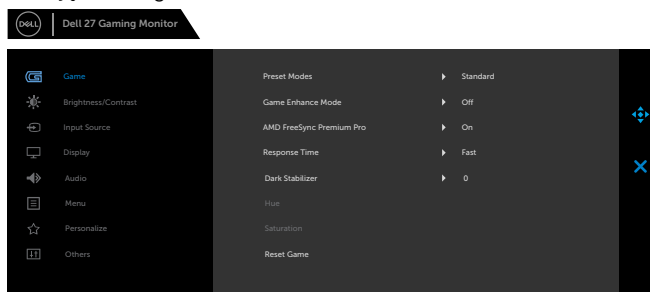 DELL
Dell 27 Gaming Monitor
Game
Preset Modes Standard
Brightness/Contrast
Game Enhance Mode Off
Input Source
AMD FreeSync Premium Pro On
Display
Response Time Fast
Audio
Dark Stabilizer 0
Menu
Hue
Personalize
Saturation
Others
Reset Game